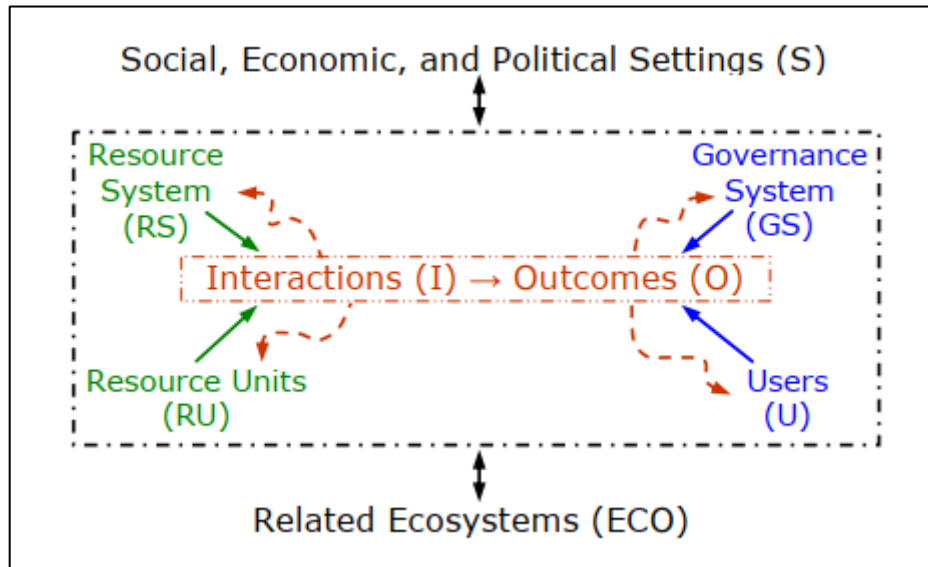 Social, Economic, and Political Settings (S)
Resource
System
(RS)
Governance
System
(GS)
Interactions (I) → Outcomes (O)
Resource Units
(RU)
Users
(U)
Related Ecosystems (ECO)